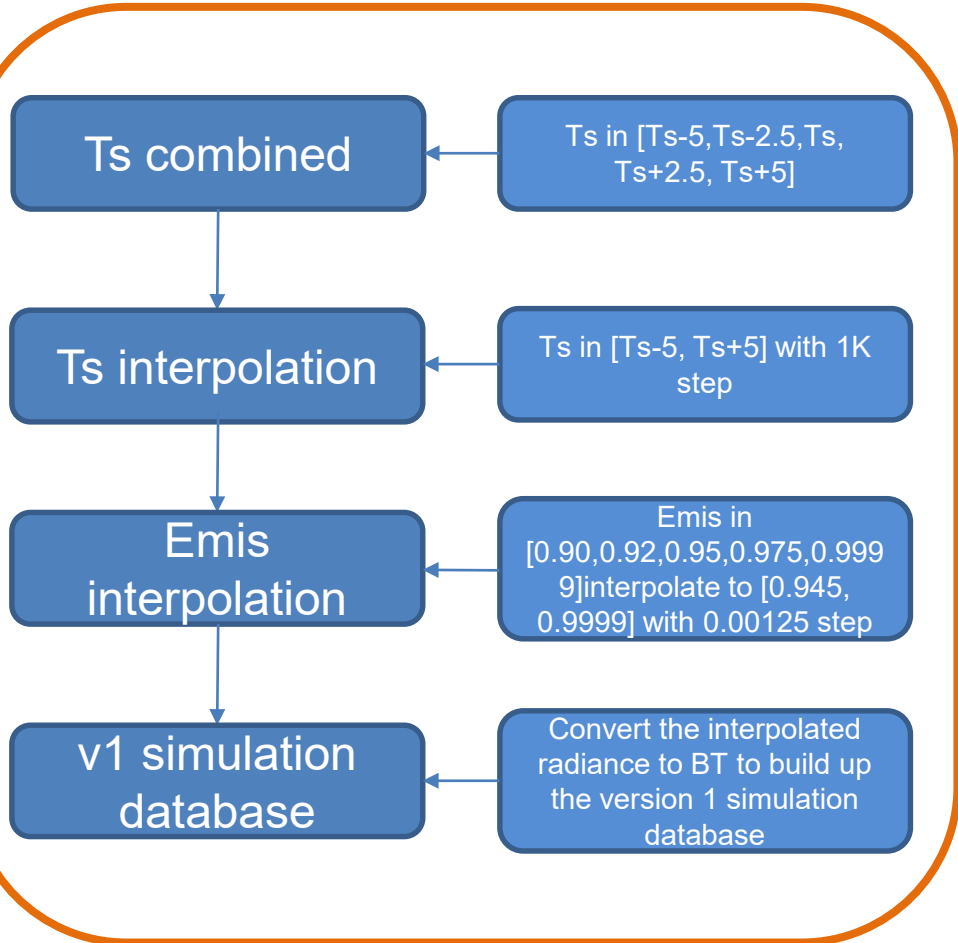 Ts combined
Ts in [Ts-5,Ts-2.5,Ts,
Ts+2.5, Ts+5]
Ts interpolation
Ts in [Ts-5, Ts+5] with 1K
step
Emis
interpolation
Emis in
[0.90,0.92,0.95,0.975,0.999
9]interpolate to [0.945,
0.9999] with 0.00125 step
v1 simulation
database
Convert the interpolated
radiance to BT to build up
the version 1 simulation
database